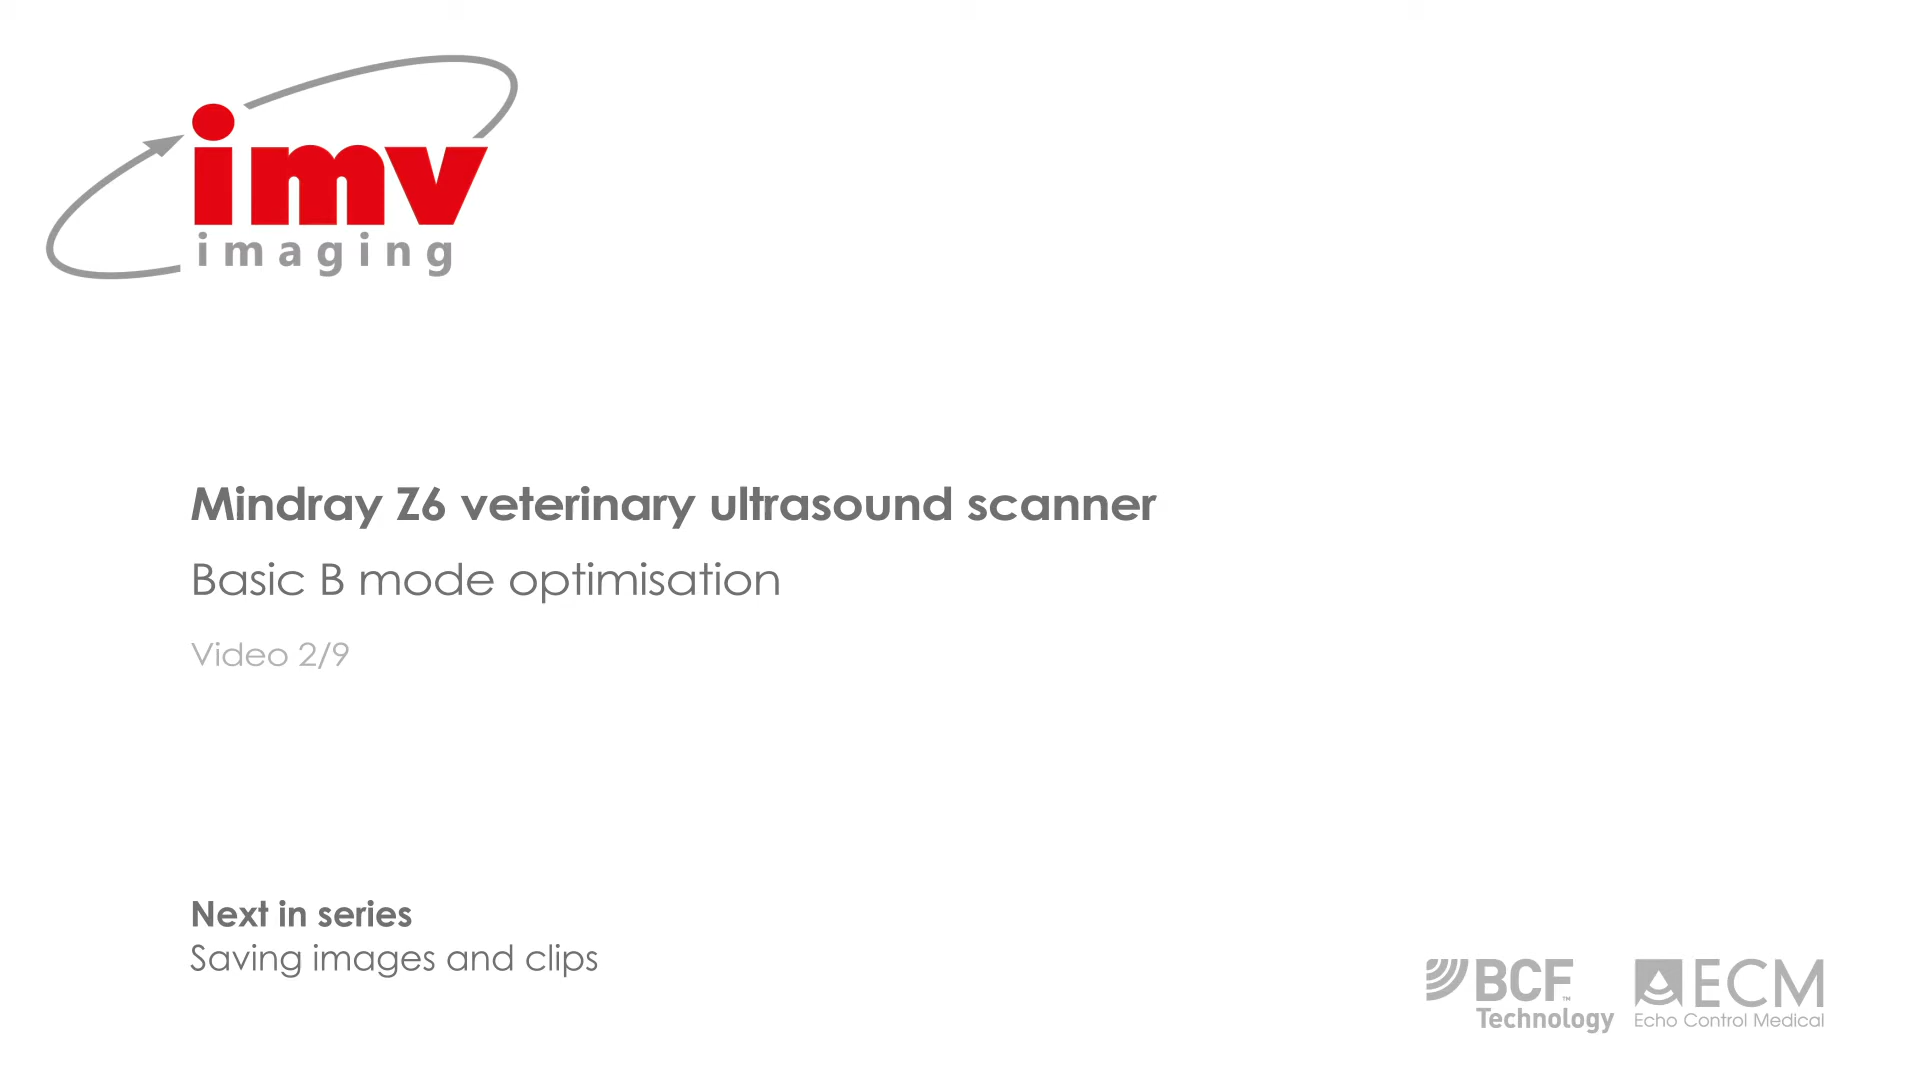 imv
imaging
Mindray Z6 veterinary ultrasound scanner
Basic B mode optimisation
Video 2/9
Next in series
Saving images and clips
BCF™
Technology
ECM
Echo Control Medical